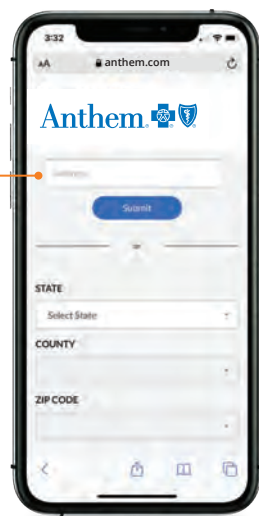 3:32
AA anthem.com
Anthem
Submit
or
STATE
Select State
COUNTY
ZIP CODE